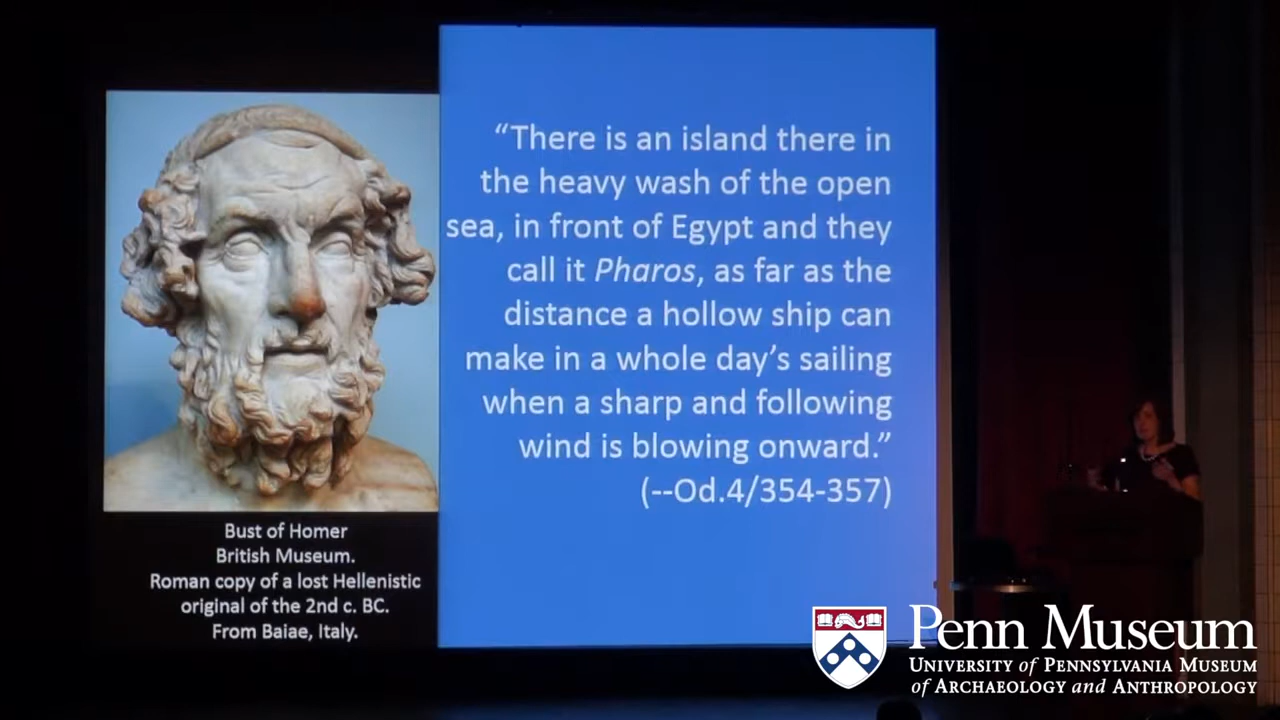 “There is an island there in
the heavy wash of the open
sea, in front of Egypt and they
call it Pharos, as far as the
distance a hollow ship can
make in a whole day’s sailing
when a sharp and following
wind is blowing onward.”
(--Od.4/354-357)
Bust of Homer
British Museum.
Roman copy of a lost Hellenistic
original of the 2nd c. BC.
From Baiae, Italy.
Penn Museum
University of Pennsylvania Museum
of Archaeology and Anthropology